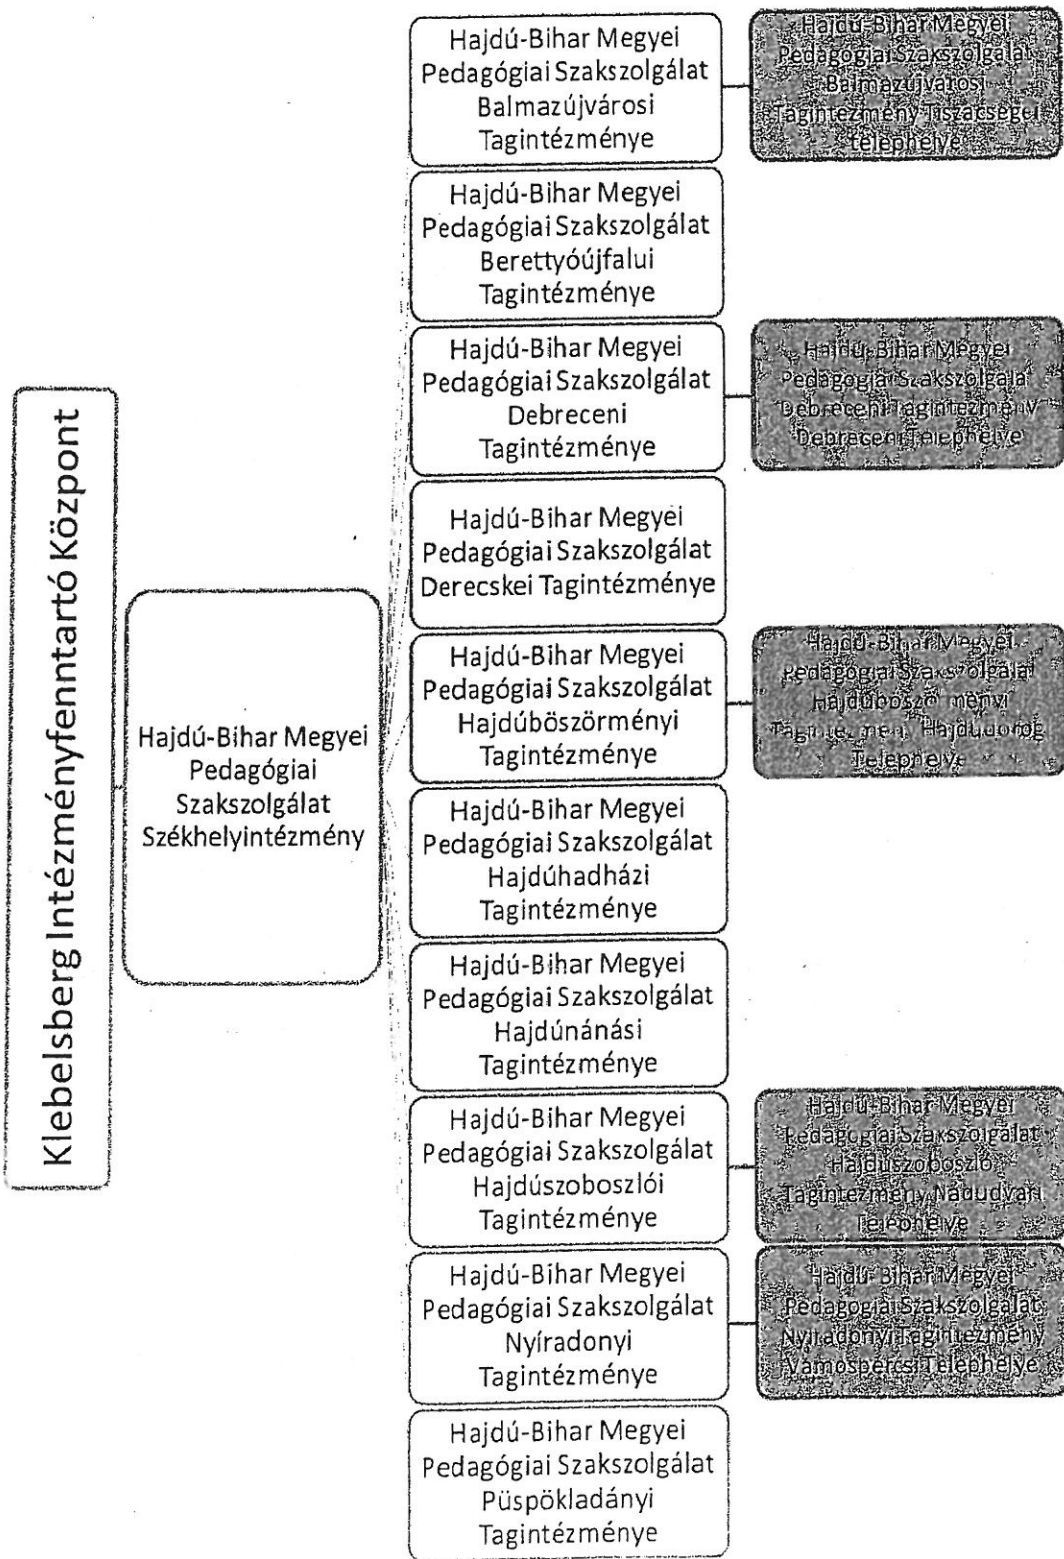 Klebelsberg Intézményfenntartó Központ
Hajdú-Bihar Megyei
Pedagógiai
Szakszolgálat
Székhelyintézmény
Hajdú-Bihar Megyei
Pedagógiai Szakszolgálat
Balmazújvárosi
Tagintézménye
Hajdú-Bihar Megyei
Pedagógiai Szakszolgálat
Balmazújvárosi
Tagintézmény Tiszacsegei
telephelye
Hajdú-Bihar Megyei
Pedagógiai Szakszolgálat
Berettyóújfalui
Tagintézménye
Hajdú-Bihar Megyei
Pedagógiai Szakszolgálat
Debreceni
Tagintézménye
Hajdú-Bihar Megyei
Pedagógiai Szakszolgálat
Debreceni Tagintézmény
Debreceni Telephelye
Hajdú-Bihar Megyei
Pedagógiai Szakszolgálat
Derecskei Tagintézménye
Hajdú-Bihar Megyei
Pedagógiai Szakszolgálat
Hajdúböszörményi
Tagintézménye
Hajdú-Bihar Megyei
Pedagógiai Szakszolgálat
Hajdúböszörményi
Hajdúdorog
Telephelye
Hajdú-Bihar Megyei
Pedagógiai Szakszolgálat
Hajdúhadházi
Tagintézménye
Hajdú-Bihar Megyei
Pedagógiai Szakszolgálat
Hajdúnánási
Tagintézménye
Hajdú-Bihar Megyei
Pedagógiai Szakszolgálat
Hajdúszoboszlói
Tagintézménye
Hajdú-Bihar Megyei
Pedagógiai Szakszolgálat
Hajdúszoboszló
Tagintézmény Nádudvari
Telephelye
Hajdú-Bihar Megyei
Pedagógiai Szakszolgálat
Nyíradonyi
Tagintézménye
Hajdú-Bihar Megyei
Pedagógiai Szakszolgálat
Nyíradonyi Tagintézmény
Vámospércsi Telephelye
Hajdú-Bihar Megyei
Pedagógiai Szakszolgálat
Püspökladányi
Tagintézménye